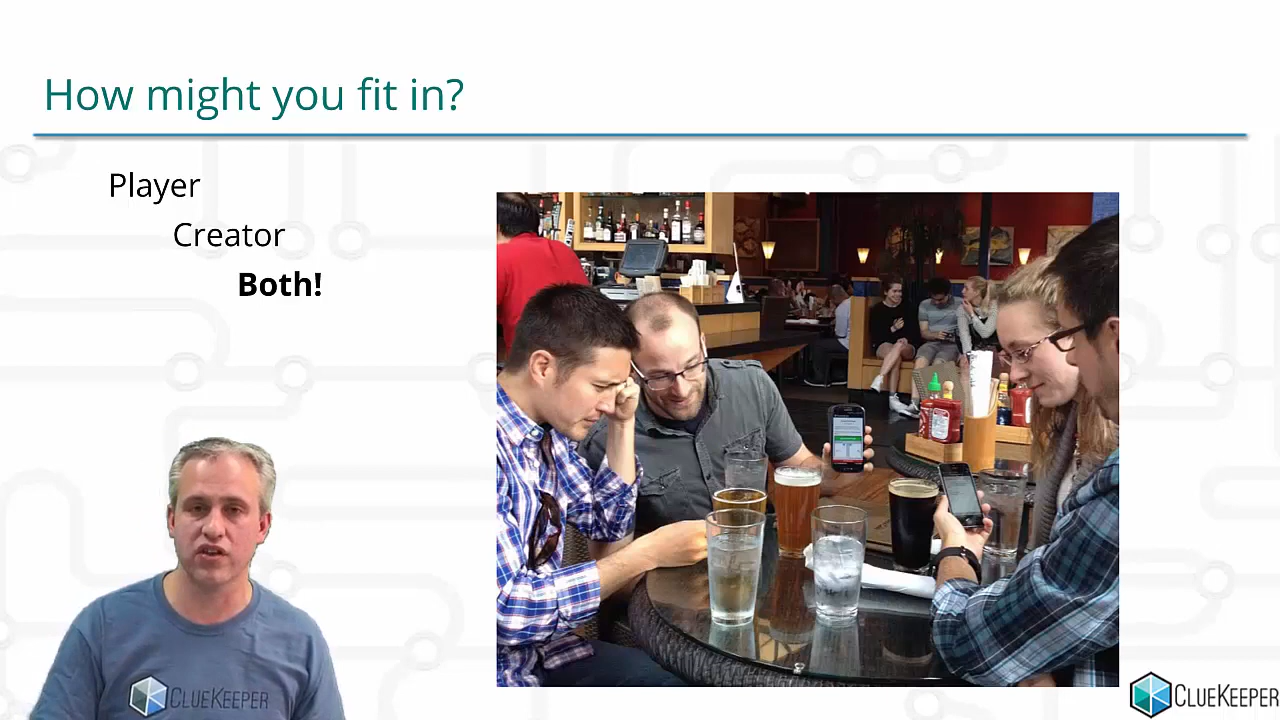 How might you fit in?
Player
Creator
Both!
CLUEKEEPER
CLUEKEEPER